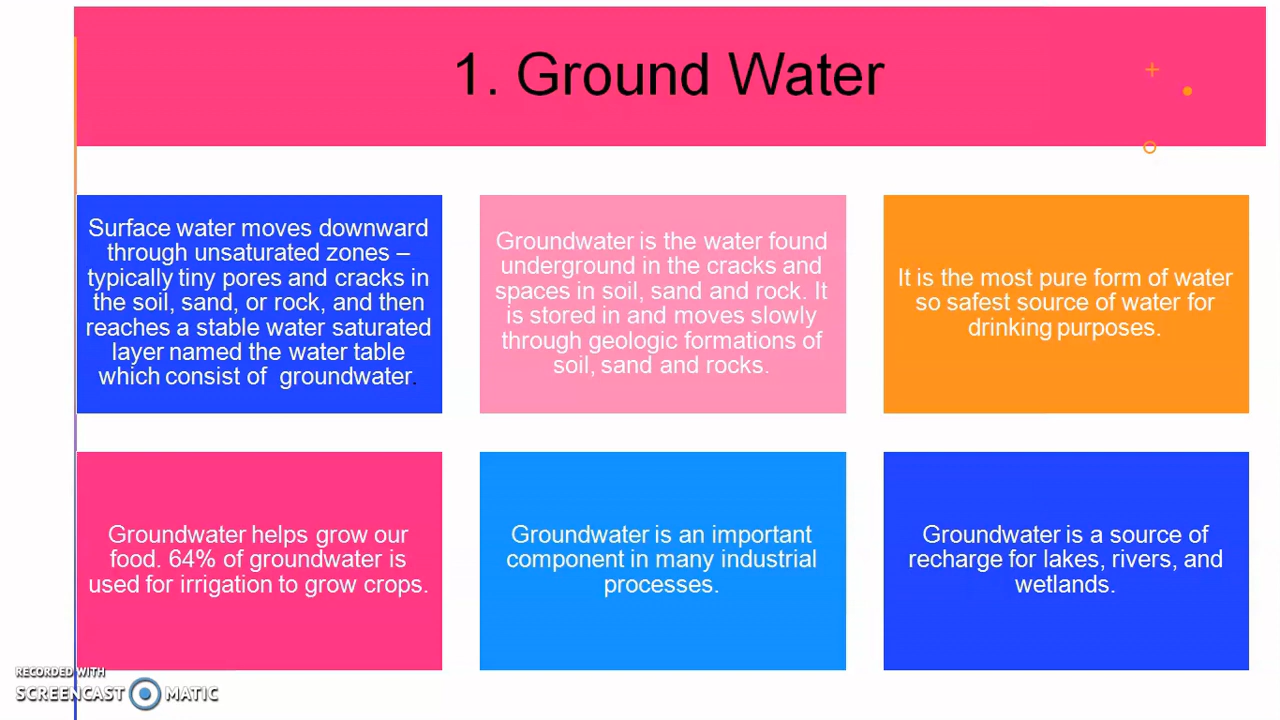 1. Ground Water
Surface water moves downward
through unsaturated zones –
typically tiny pores and cracks in
the soil, sand, or rock, and then
reaches a stable water saturated
layer named the water table
which consist of  groundwater.
Groundwater is the water found
underground in the cracks and
spaces in soil, sand and rock. It
is stored in and moves slowly
through geologic formations of
soil, sand and rocks.
It is the most pure form of water
so safest source of water for
drinking purposes.
Groundwater helps grow our
food. 64% of groundwater is
used for irrigation to grow crops.
Groundwater is an important
component in many industrial
processes.
Groundwater is a source of
recharge for lakes, rivers, and
wetlands.
RECORDED WITH
SCREENCAST MATIC